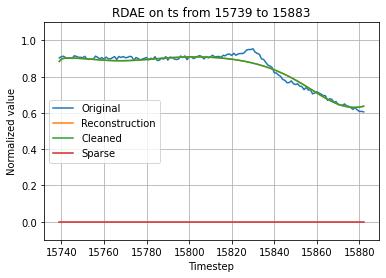 RDAE on ts from 15739 to 15883
Normalized value
1.0
0.8
0.6
0.4
0.2
0.0
Original
Reconstruction
Cleaned
Sparse
15740 15760 15780 15800 15820 15840 15860 15880
Timestep